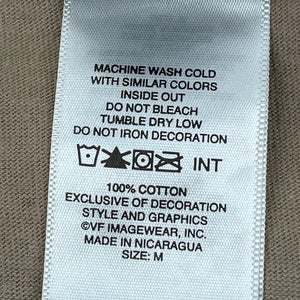 MACHINE WASH COLD
WITH SIMILAR COLORS
INSIDE OUT
DO NOT BLEACH
TUMBLE DRY LOW
DO NOT IRON DECORATION
INT
100% COTTON
EXCLUSIVE OF DECORATION
STYLE AND GRAPHICS
©VF IMAGEWEAR, INC.
MADE IN NICARAGUA
SIZE: M